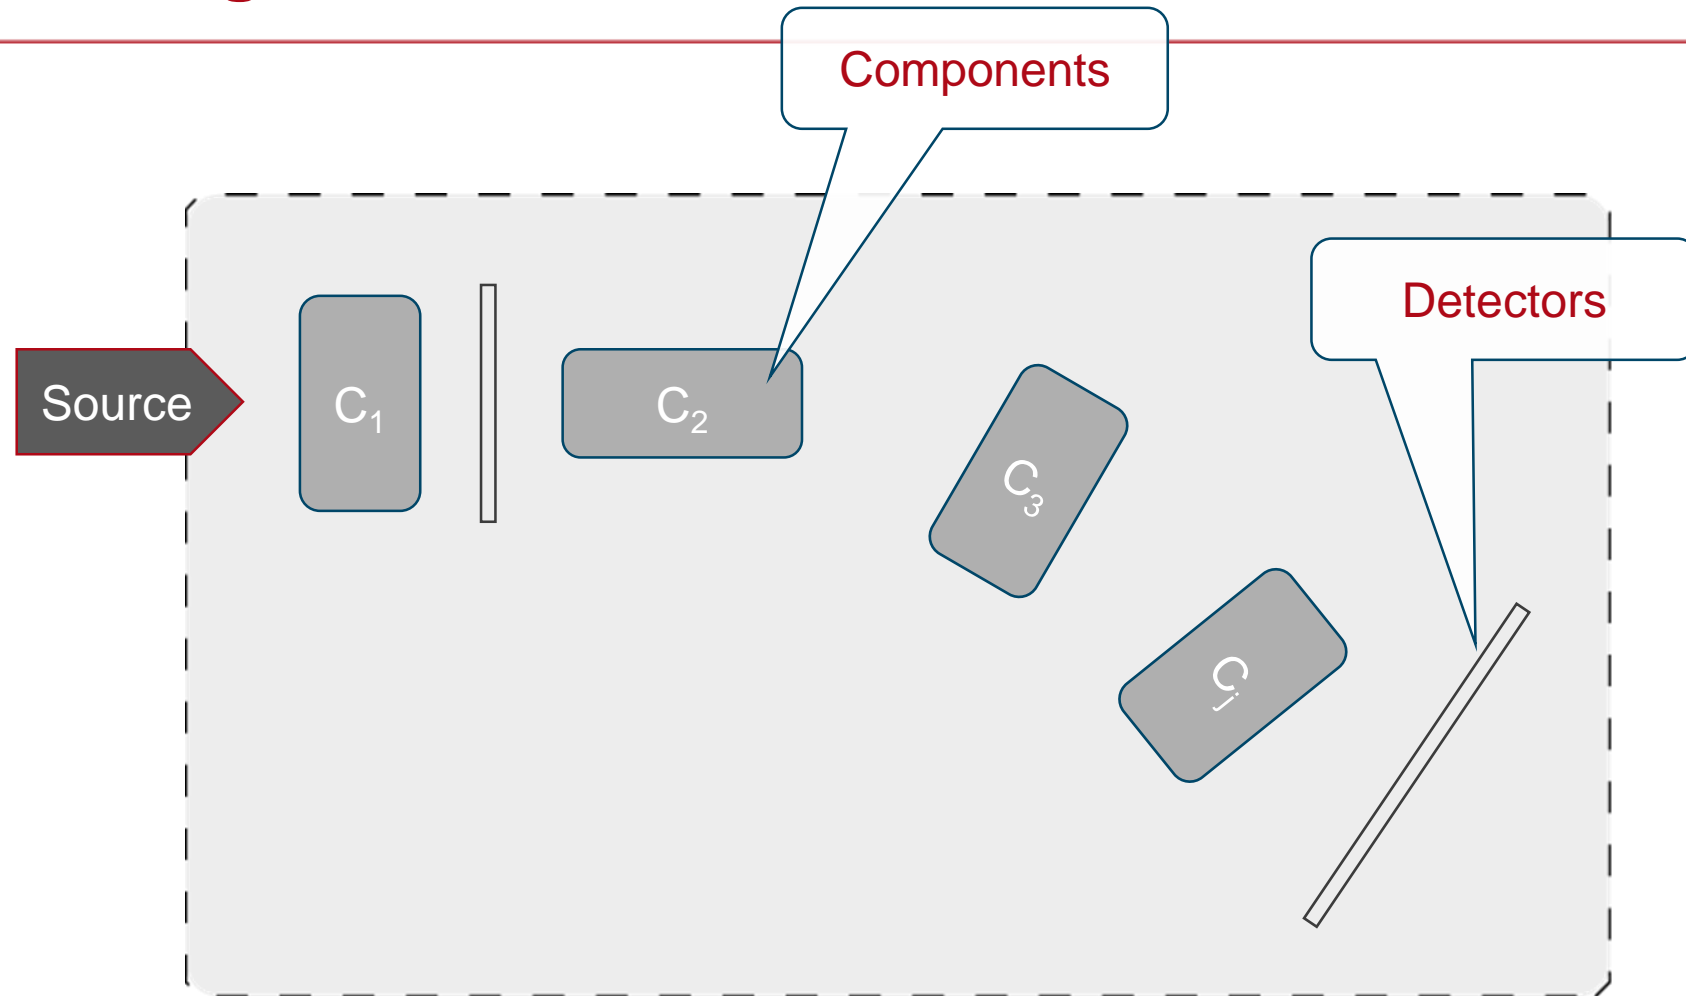 Components
Detectors
Source
C₁
C₂
C₃
Cⱼ